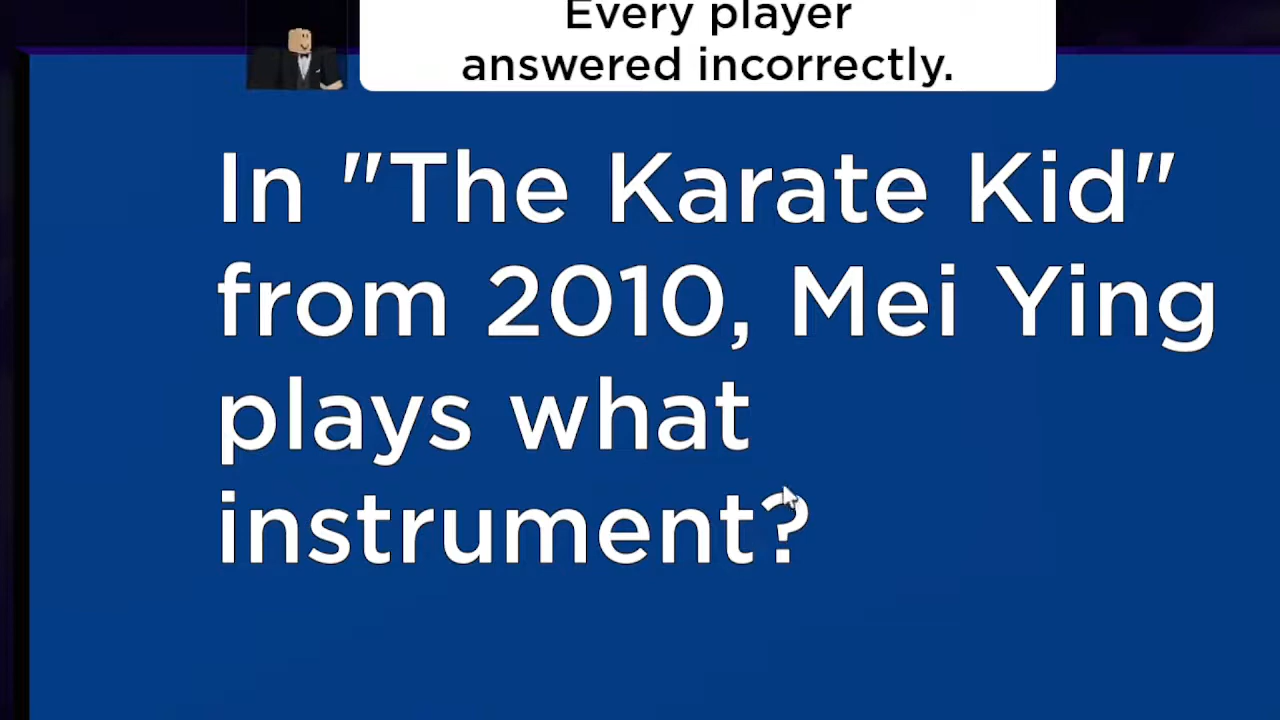 Every player
answered incorrectly.
In "The Karate Kid"
from 2010, Mei Ying
plays what
instrument?